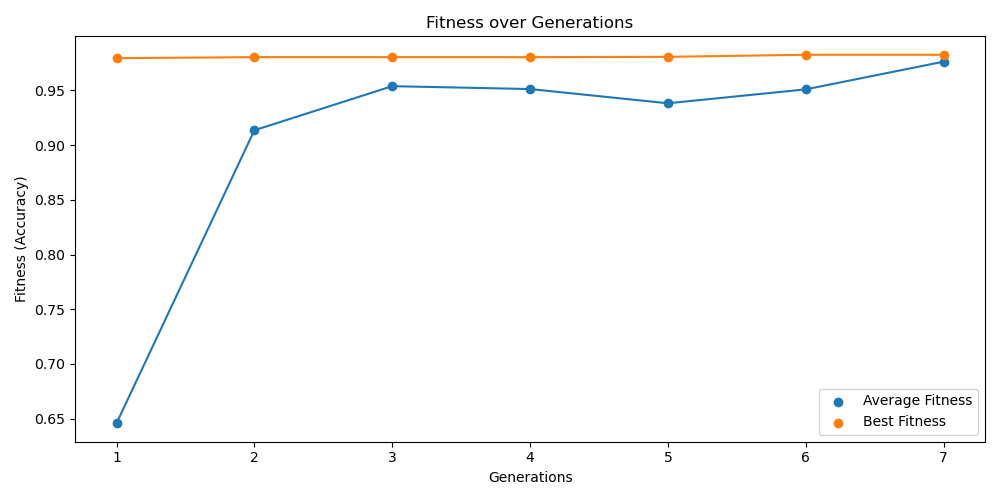 Fitness over Generations
Fitness (Accuracy)
0.95
0.90
0.85
0.80
0.75
0.70
0.65
1 2 3 4 5 6 7
Generations
Average Fitness
Best Fitness